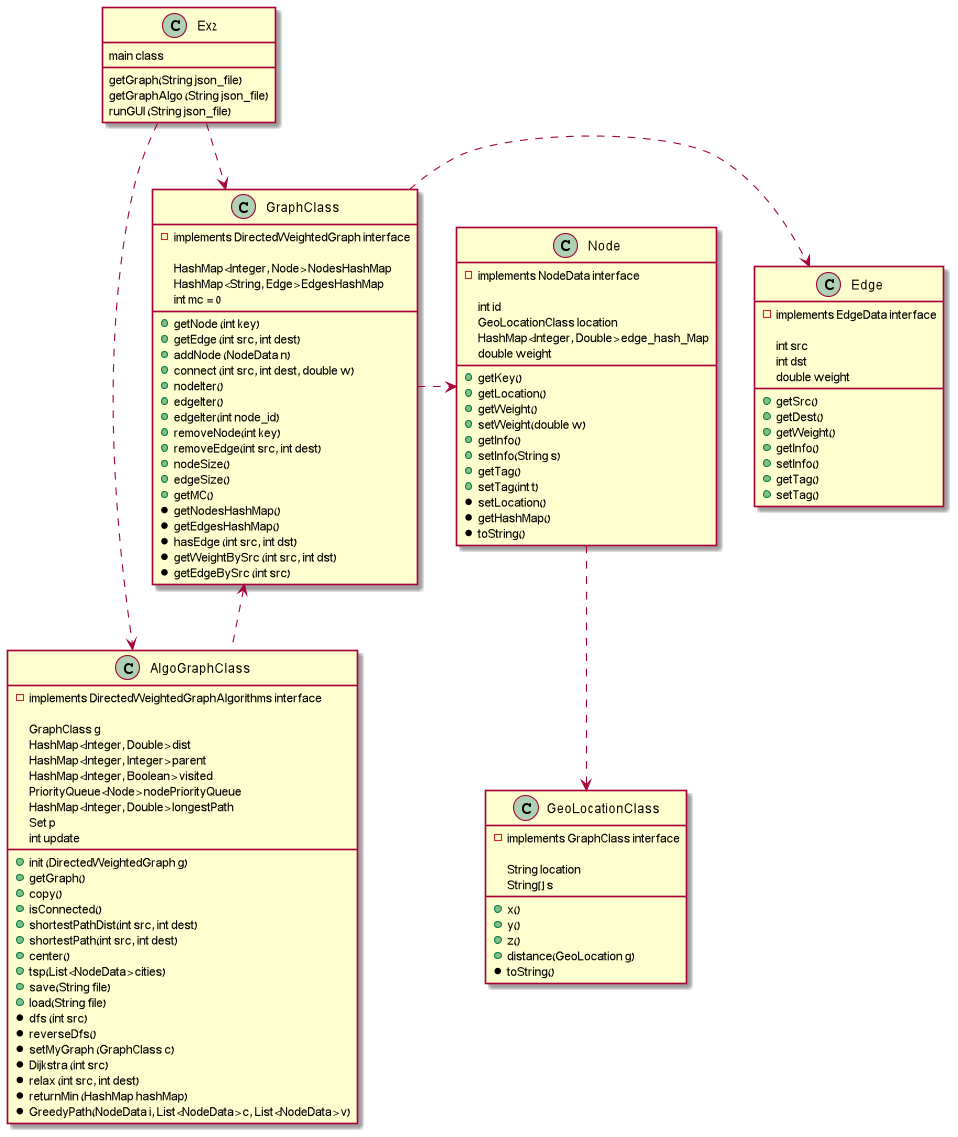 Ex2
main class
getGraph(String json_file)
getGraphAlgo (String json_file)
runGUI (String json_file)
GraphClass
implements DirectedWeightedGraph interface
HashMap<Integer, Node> NodesHashMap
HashMap<String, Edge> EdgesHashMap
int mc = 0
getNode (int key)
getEdge (int src, int dest)
addNode (NodeData n)
connect (int src, int dest, double w)
nodeIter()
edgeIter()
edgeIter(int node_id)
removeNode(int key)
removeEdge(int src, int dest)
nodeSize()
edgeSize()
getMC()
getNodesHashMap()
getEdgesHashMap()
hasEdge (int src, int dst)
getWeightBySrc (int src, int dst)
getEdgeBySrc (int src)
Node
implements NodeData interface
int id
GeoLocationClass location
HashMap<Integer, Double> edge_hash_Map
double weight
getKey()
getLocation()
getWeight()
setWeight(double w)
getInfo()
setInfo(String s)
getTag()
setTag(int t)
setLocation()
getHashMap()
toString()
Edge
implements EdgeData interface
int src
int dst
double weight
getSrc()
getDest()
getWeight()
getInfo()
setInfo()
getTag()
setTag()
AlgoGraphClass
implements DirectedWeightedGraphAlgorithms interface
GraphClass g
HashMap<Integer, Double> dist
HashMap<Integer, Integer> parent
HashMap<Integer, Boolean> visited
PriorityQueue<Node> nodePriorityQueue
HashMap<Integer, Double> longestPath
Set p
int update
init (DirectedWeightedGraph g)
getGraph()
copy()
isConnected()
shortestPathDist(int src, int dest)
shortestPath(int src, int dest)
center()
tsp(List<NodeData> cities)
save(String file)
load(String file)
dfs (int src)
reverseDfs()
setMyGraph (GraphClass c)
Dijkstra (int src)
relax (int src, int dest)
returnMin (HashMap hashMap)
GreedyPath(NodeData i, List<NodeData> c, List<NodeData> v)
GeoLocationClass
implements GraphClass interface
String location
String[] s
x()
y()
z()
distance(GeoLocation g)
toString()